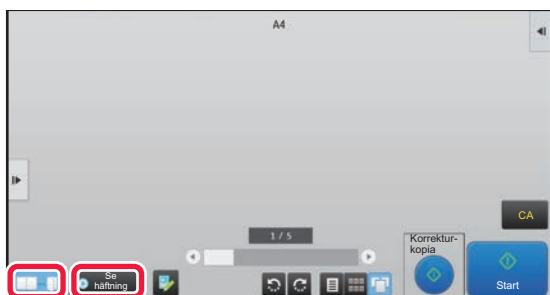 A4
CA
1 / 5
Korrektur-
kopia
Se
häftning
Start